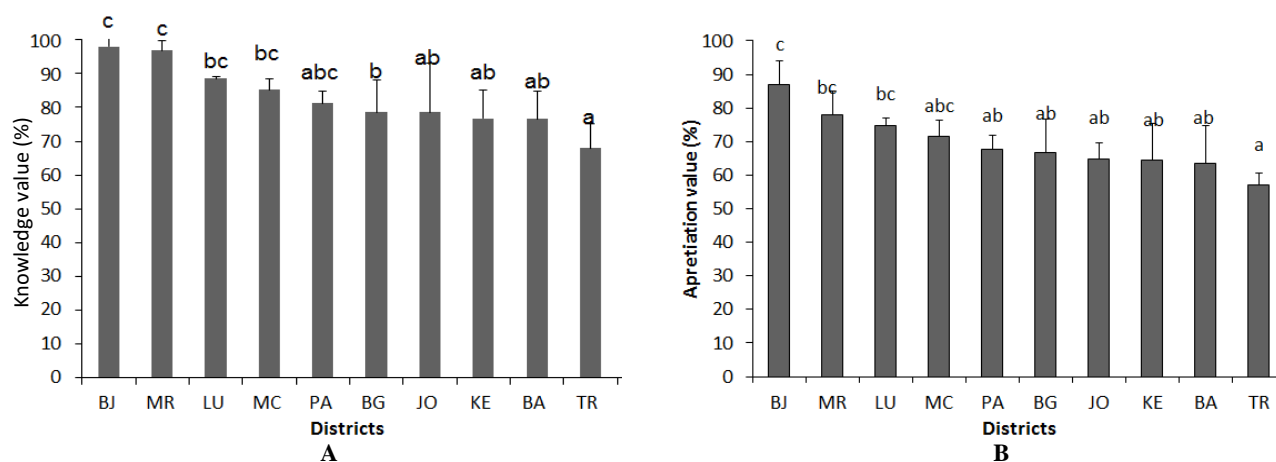 Knowledge value (%)
100
90
80
70
60
50
40
30
20
10
0
c c bc bc abc b ab ab ab a
BJ MR LU MC PA BG JO KE BA TR
Districts
A
Apretiation value (%)
100
90
80
70
60
50
40
30
20
10
0
c bc bc abc ab ab ab ab ab a
BJ MR LU MC PA BG JO KE BA TR
Districts
B